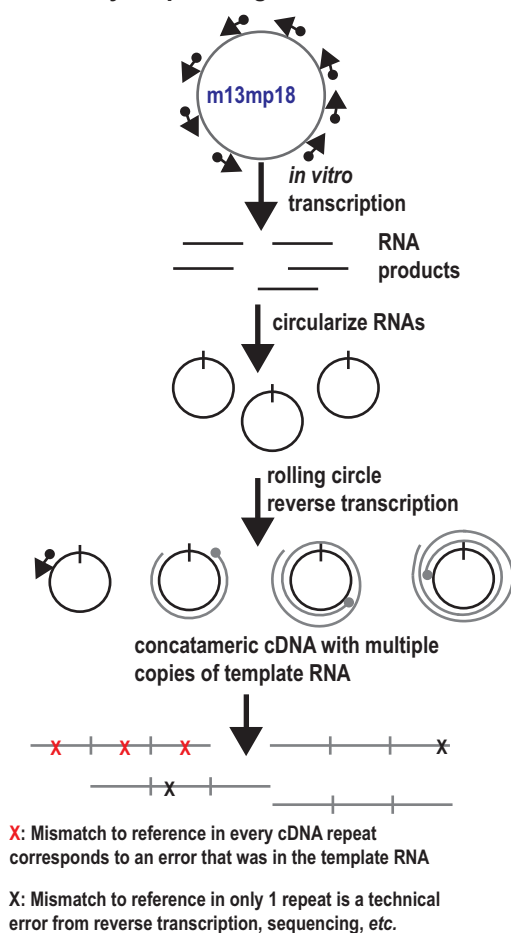 m13mp18
in vitro
transcription
RNA
products
circularize RNAs
rolling circle
reverse transcription
concatameric cDNA with multiple
copies of template RNA
X X X X
X
X: Mismatch to reference in every cDNA repeat
corresponds to an error that was in the template RNA
X: Mismatch to reference in only 1 repeat is a technical
error from reverse transcription, sequencing, etc.